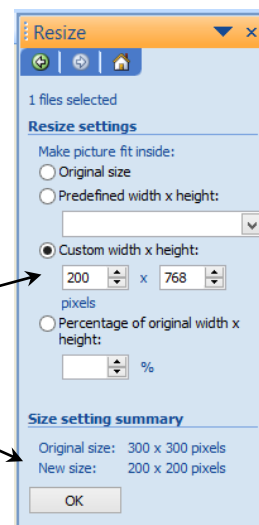 Resize
1 files selected
Resize settings
Make picture fit inside:
Original size
Predefined width x height:
Custom width x height:
200 x 768
pixels
Percentage of original width x
height:
%
Size setting summary
Original size: 300 x 300 pixels
New size: 200 x 200 pixels
OK